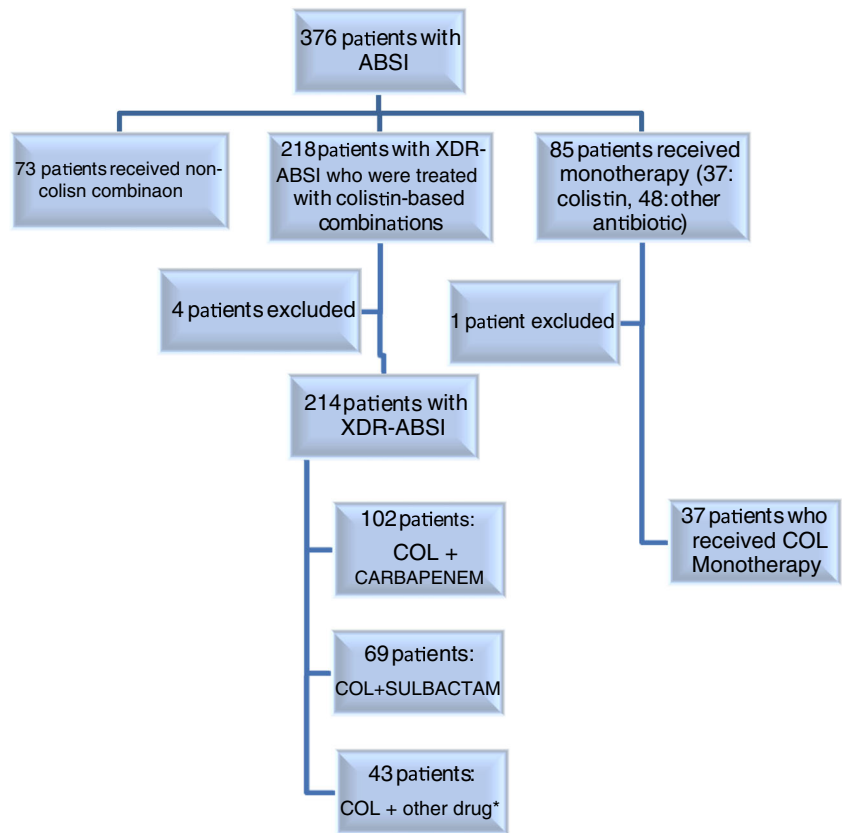 376 patients with
ABSI
73 patients received non-
colisn combinaon
218 patients with XDR-
ABSI who were treated
with colistin-based
combinations
85 patients received
monotherapy (37:
colistin, 48: other
antibiotic)
4 patients excluded
1 patient excluded
214 patients with
XDR-ABSI
102 patients:
COL +
CARBAPENEM
37 patients who
received COL
Monotherapy
69 patients:
COL+SULBACTAM
43 patients:
COL + other drug*